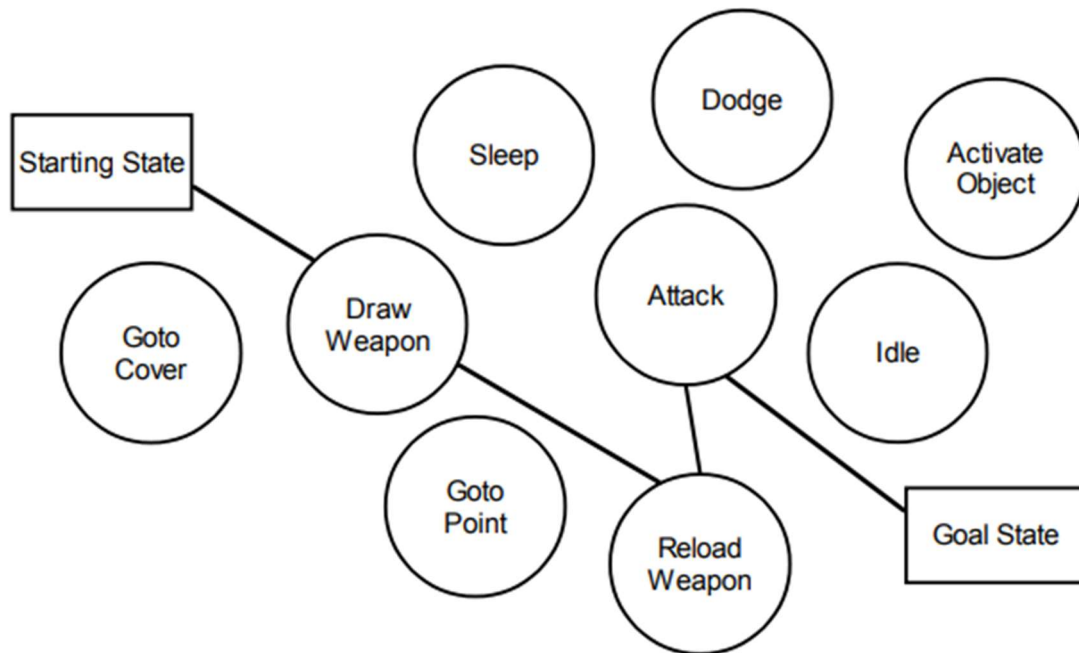 Dodge
Sleep
Activate
Object
Starting State
Attack
Draw
Weapon
Goto
Cover
Idle
Goto
Point
Reload
Weapon
Goal State